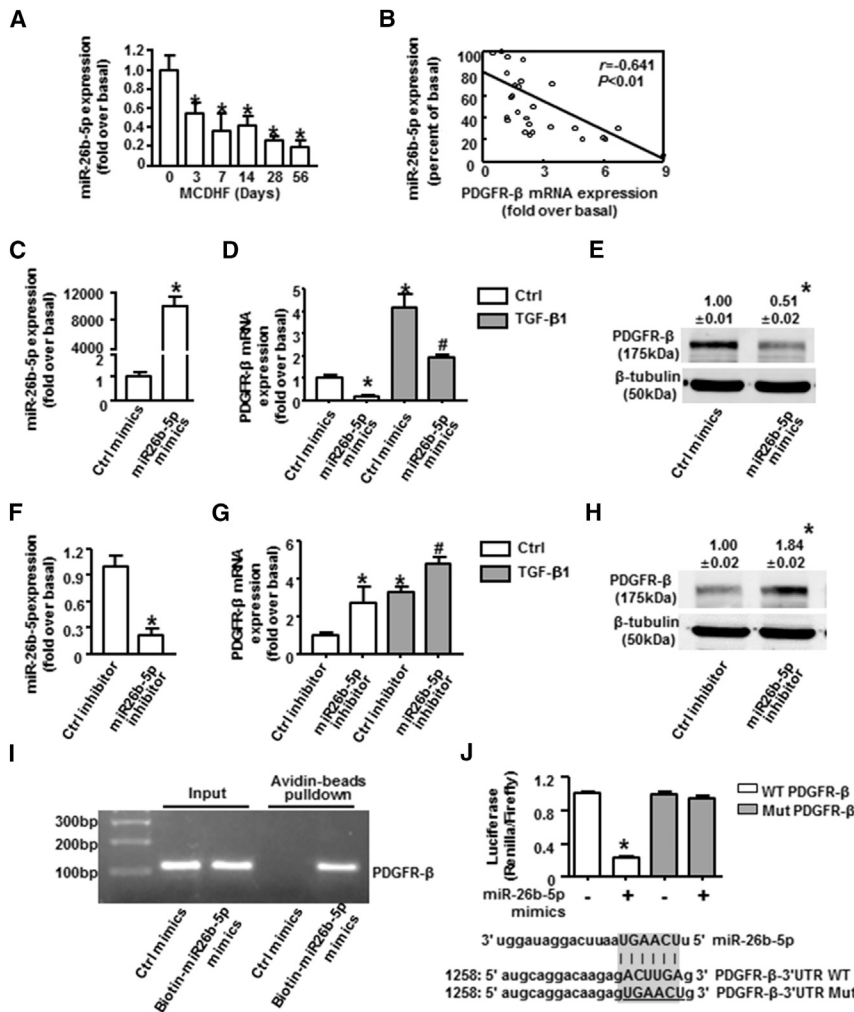 A
miR-26b-5p expression
(fold over basal)
1.2
1.0
0.8
0.6
0.4
0.2
0
*
*
*
*
*
0 3 7 14 28 56
MCDHF (Days)
B
miR-26b-5p expression
(percent of basal)
100
80
60
40
20
0
r=-0.641
P<0.01
0 3 6 9
PDGFR-β mRNA expression
(fold over basal)
C
miR-26b-5p expression
(fold over basal)
12000
8000
4000
2
1
0
*
Ctrl mimics
miR26b-5p
mimics
D
PDGFR-β mRNA
expression
(fold over basal)
5
4
3
2
1
0
*
*
#
Ctrl mimics
miR26b-5p
mimics
Ctrl mimics
miR26b-5p
mimics
Ctrl
TGF-β1
E
1.00
±0.01
0.51
±0.02
*
PDGFR-β
(175kDa)
β-tubulin
(50kDa)
Ctrl mimics
miR26b-5p
mimics
F
miR-26b-5pexpression
(fold over basal)
1.2
0.9
0.6
0.3
0
*
Ctrl inhibitor
miR26b-5p
inhibitor
G
PDGFR-β mRNA
expression
(fold over basal)
6
4
2
0
*
*
#
Ctrl inhibitor
miR26b-5p
inhibitor
Ctrl inhibitor
miR26b-5p
inhibitor
Ctrl
TGF-β1
H
1.00
±0.02
1.84
±0.02
*
PDGFR-β
(175kDa)
β-tubulin
(50kDa)
Ctrl inhibitor
miR26b-5p
inhibitor
I
Input
Avidin-beads
pulldown
300bp
200bp
100bp
PDGFR-β
Ctrl mimics
Biotin-miR26b-5p
mimics
Ctrl mimics
Biotin-miR26b-5p
mimics
J
Luciferase
(Renilla/Firefly)
1.2
0.8
0.4
0
*
WT PDGFR-β
Mut PDGFR-β
miR-26b-5p
mimics
- + - +
3' uggauaggacuuaaUGAACUu 5' miR-26b-5p
1258: 5' augcaggacaagagACUUGAg 3' PDGFR-β-3'UTR WT
1258: 5' augcaggacaagagUGAACUg 3' PDGFR-β-3'UTR Mut